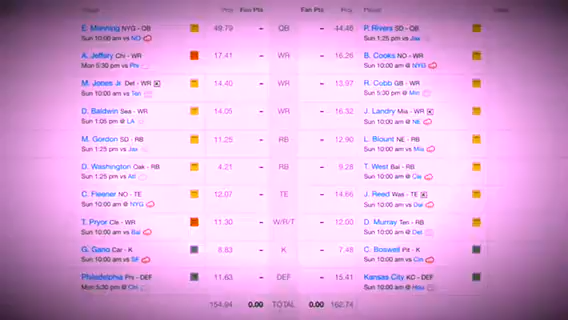 Fan Pts Fan Pts
E. Manning NYG - QB 49.79 – QB – 44.46 P. Rivers SD - QB
Sun 10:00 am vs NO Sun 1:25 pm vs Jax
A. Jeffery Chi - WR 17.41 – WR – 16.26 B. Cooks NO - WR
Mon 5:30 pm vs Phi Sun 10:00 am @ NYG
M. Jones Jr. Det - WR 14.40 – WR – 13.97 R. Cobb GB - WR
Sun 10:00 am vs Ten Sun 5:30 pm @ Min
D. Baldwin Sea - WR 14.05 – WR – 16.32 J. Landry Mia - WR
Sun 1:05 pm @ LA Sun 10:00 am @ NE
M. Gordon SD - RB 11.25 – RB – 12.90 L. Blount NE - RB
Sun 1:25 pm vs Jax Sun 10:00 am vs Mia
D. Washington Oak - RB 4.21 – RB – 9.28 T. West Bal - RB
Sun 1:25 pm vs Atl Sun 10:00 am @ Cle
C. Fleener NO - TE 12.07 – TE – 14.66 J. Reed Was - TE
Sun 10:00 am @ NYG Sun 10:00 am vs Dal
T. Pryor Cle - WR 11.30 – W/R/T – 12.00 D. Murray Ten - RB
Sun 10:00 am vs Bal Sun 10:00 am @ Det
G. Gano Car - K 8.83 – K – 7.48 C. Boswell Pit - K
Sun 10:00 am vs SF Sun 10:00 am vs Cin
Philadelphia Phi - DEF 11.63 – DEF – 15.41 Kansas City KC - DEF
Mon 5:30 pm @ Chi Sun 10:00 am @ Hou
154.94 0.00 TOTAL 0.00 162.74